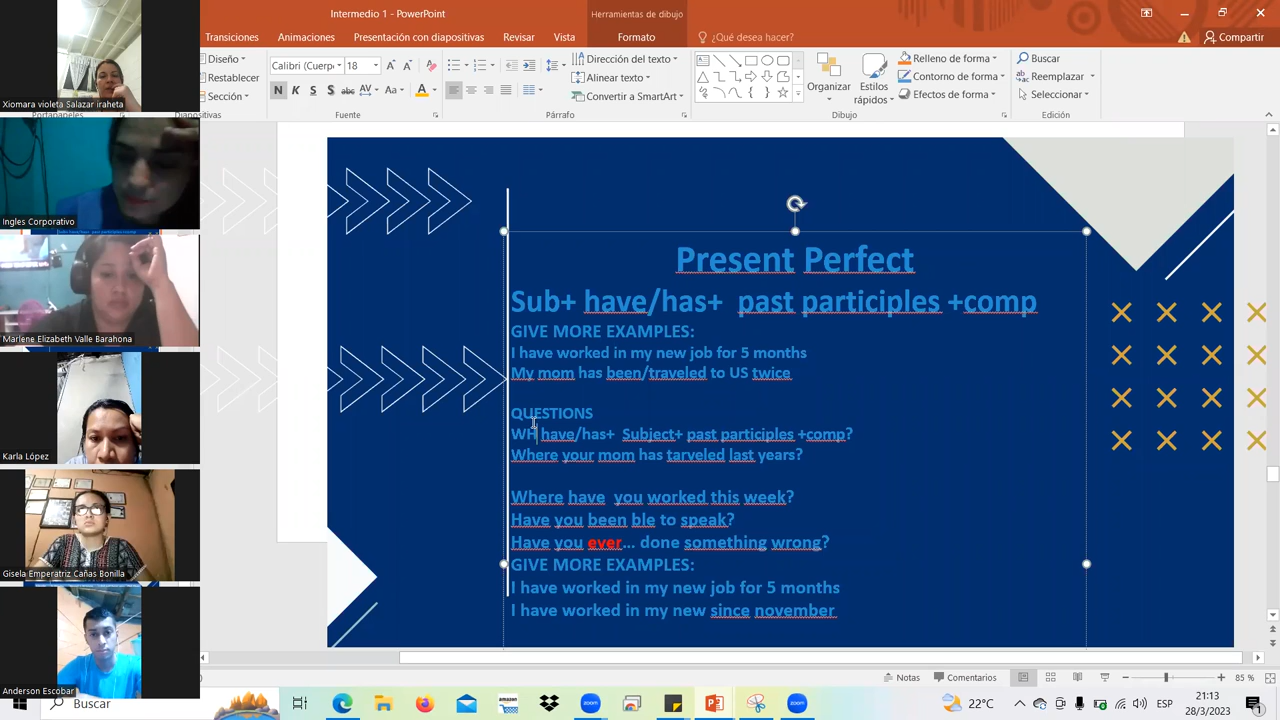 Intermedio 1 - PowerPoint
Herramientas de dibujo
Transiciones
Animaciones
Presentación con diapositivas
Revisar
Vista
Formato
¿Qué desea hacer?
Compartir
Diseño
Restablecer
Sección
Calibri (Cuerp
18
N K S S abc AV Aa A
Dirección del texto
Alinear texto
Convertir a SmartArt
Organizar
Estilos
rápidos
Relleno de forma
Contorno de forma
Efectos de forma
Buscar
Reemplazar
Seleccionar
Portapapeles
Diapositivas
Fuente
Párrafo
Dibujo
Edición
Xiomara violeta Salazar iraheta
Ingles Corporativo
Marlene Elizabeth Valle Barahona
Karla López
Gisela Emperatriz Cañas Bonilla
Anderson Escobar
Present Perfect
Sub+ have/has+ past participles +comp
GIVE MORE EXAMPLES:
I have worked in my new job for 5 months
My mom has been/traveled to US twice
QUESTIONS
WH have/has+ Subject+ past participles +comp?
Where your mom has tarveled last years?
Where have you worked this week?
Have you been ble to speak?
Have you ever... done something wrong?
GIVE MORE EXAMPLES:
I have worked in my new job for 5 months
I have worked in my new since november
Notas
Comentarios
85 %
Buscar
zoom
zoom
22°C
ESP
21:13
28/3/2023
1